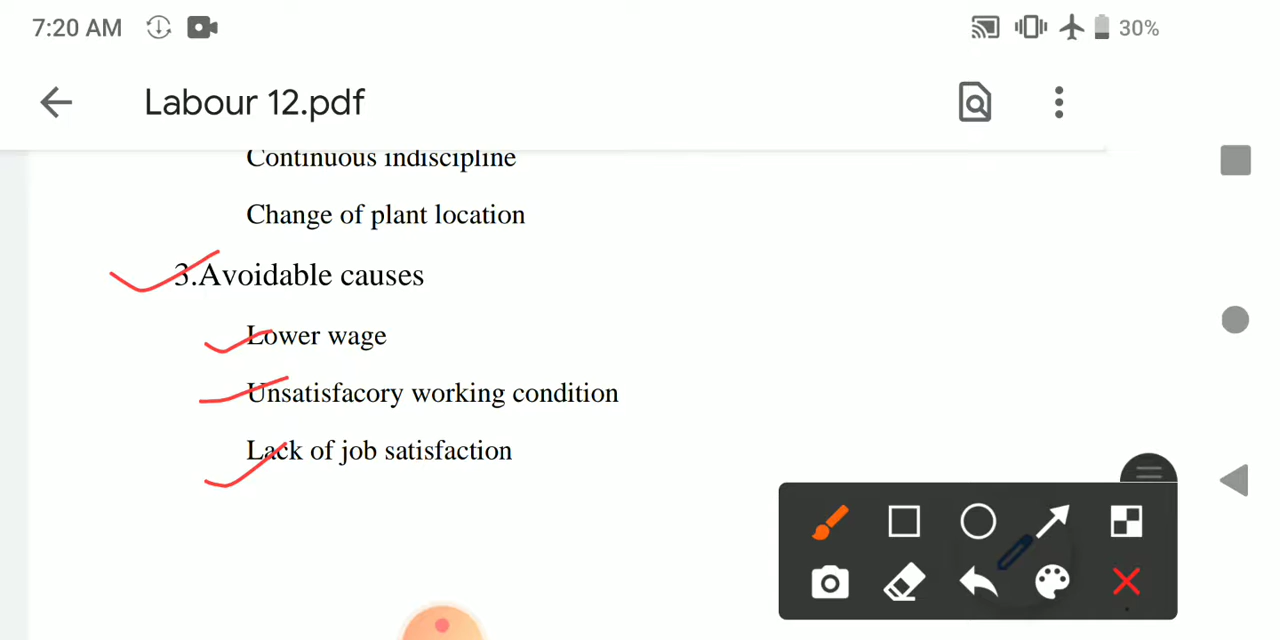 7:20 AM
30%
Labour 12.pdf
Continuous indiscipline
Change of plant location
3.Avoidable causes
Lower wage
Unsatisfacory working condition
Lack of job satisfaction